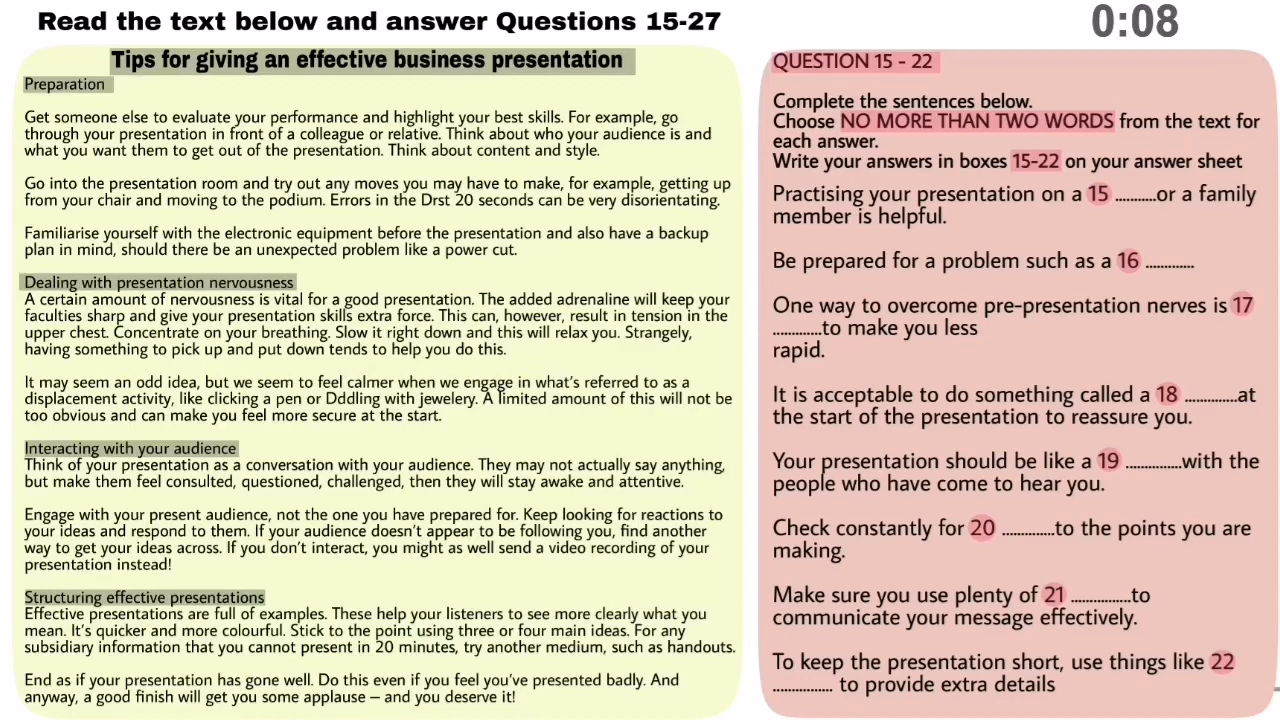 Read the text below and answer Questions 15-27
0:08
Tips for giving an effective business presentation
Preparation
Get someone else to evaluate your performance and highlight your best skills. For example, go
through your presentation in front of a colleague or relative. Think about who your audience is and
what you want them to get out of the presentation. Think about content and style.
Go into the presentation room and try out any moves you may have to make, for example, getting up
from your chair and moving to the podium. Errors in the Drst 20 seconds can be very disorientating.
Familiarise yourself with the electronic equipment before the presentation and also have a backup
plan in mind, should there be an unexpected problem like a power cut.
Dealing with presentation nervousness
A certain amount of nervousness is vital for a good presentation. The added adrenaline will keep your
faculties sharp and give your presentation skills extra force. This can, however, result in tension in the
upper chest. Concentrate on your breathing. Slow it right down and this will relax you. Strangely,
having something to pick up and put down tends to help you do this.
It may seem an odd idea, but we seem to feel calmer when we engage in what's referred to as a
displacement activity, like clicking a pen or Dddling with jewelery. A limited amount of this will not be
too obvious and can make you feel more secure at the start.
Interacting with your audience
Think of your presentation as a conversation with your audience. They may not actually say anything,
but make them feel consulted, questioned, challenged, then they will stay awake and attentive.
Engage with your present audience, not the one you have prepared for. Keep looking for reactions to
your ideas and respond to them. If your audience doesn't appear to be following you, find another
way to get your ideas across. If you don't interact, you might as well send a video recording of your
presentation instead!
Structuring effective presentations
Effective presentations are full of examples. These help your listeners to see more clearly what you
mean. It's quicker and more colourful. Stick to the point using three or four main ideas. For any
subsidiary information that you cannot present in 20 minutes, try another medium, such as handouts.
End as if your presentation has gone well. Do this even if you feel you've presented badly. And
anyway, a good finish will get you some applause – and you deserve it!
QUESTION 15 - 22
Complete the sentences below.
Choose NO MORE THAN TWO WORDS from the text for
each answer.
Write your answers in boxes 15-22 on your answer sheet
Practising your presentation on a 15 ...........or a family
member is helpful.
Be prepared for a problem such as a 16 .............
One way to overcome pre-presentation nerves is 17
.............to make you less
rapid.
It is acceptable to do something called a 18 ..............at
the start of the presentation to reassure you.
Your presentation should be like a 19 ...............with the
people who have come to hear you.
Check constantly for 20 ..............to the points you are
making.
Make sure you use plenty of 21 ................to
communicate your message effectively.
To keep the presentation short, use things like 22
................ to provide extra details